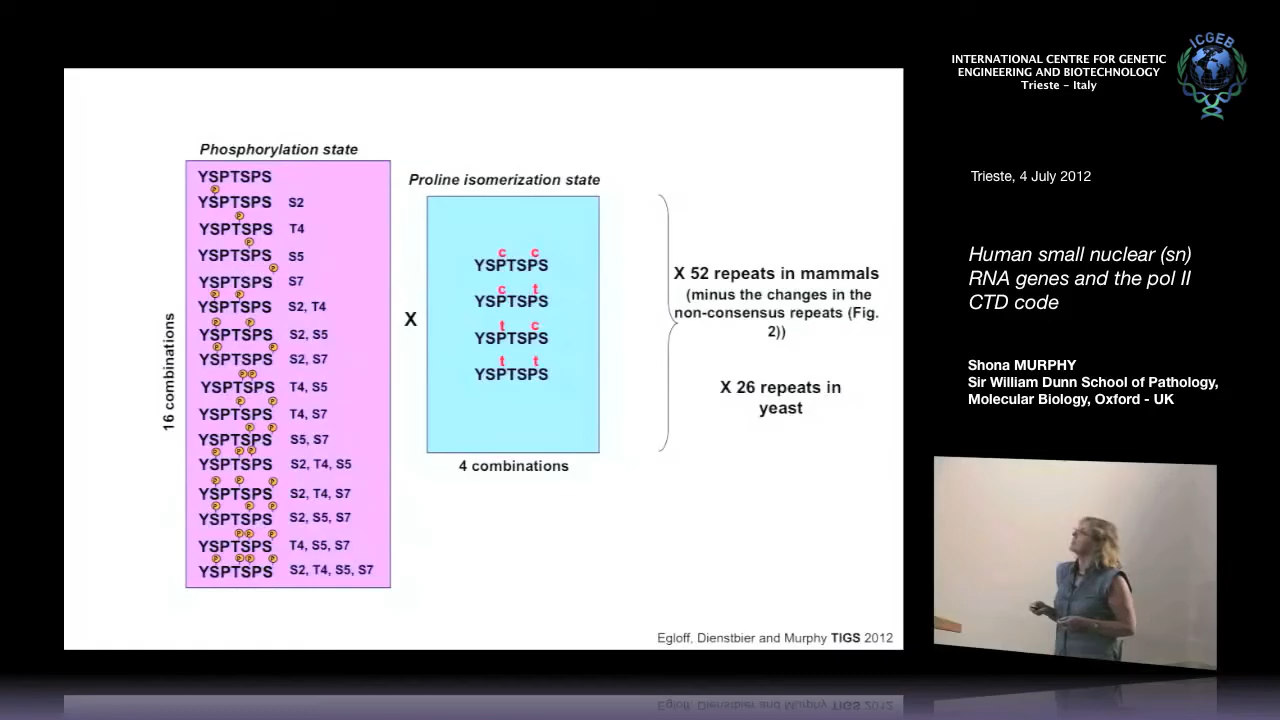 Phosphorylation state
YSPTSPS
P
YSPTSPS S2
P
YSPTSPS T4
P
YSPTSPS S5
P
YSPTSPS S7
P P
YSPTSPS S2, T4
P P
YSPTSPS S2, S5
P P
YSPTSPS S2, S7
P P
YSPTSPS T4, S5
P P
YSPTSPS T4, S7
P P
YSPTSPS S5, S7
P P P
YSPTSPS S2, T4, S5
P P P
YSPTSPS S2, T4, S7
P P P
YSPTSPS S2, S5, S7
P P P
YSPTSPS T4, S5, S7
P P P P
YSPTSPS S2, T4, S5, S7
16 combinations
X
Proline isomerization state
c c
YSPTSPS
c t
YSPTSPS
t c
YSPTSPS
t t
YSPTSPS
4 combinations
X 52 repeats in mammals
(minus the changes in the
non-consensus repeats (Fig.
2))
X 26 repeats in
yeast
Egloff, Dienstbier and Murphy TIGS 2012
INTERNATIONAL CENTRE FOR GENETIC
ENGINEERING AND BIOTECHNOLOGY
Trieste - Italy
ICGEB
Trieste, 4 July 2012
Human small nuclear (sn)
RNA genes and the pol II
CTD code
Shona MURPHY
Sir William Dunn School of Pathology,
Molecular Biology, Oxford - UK